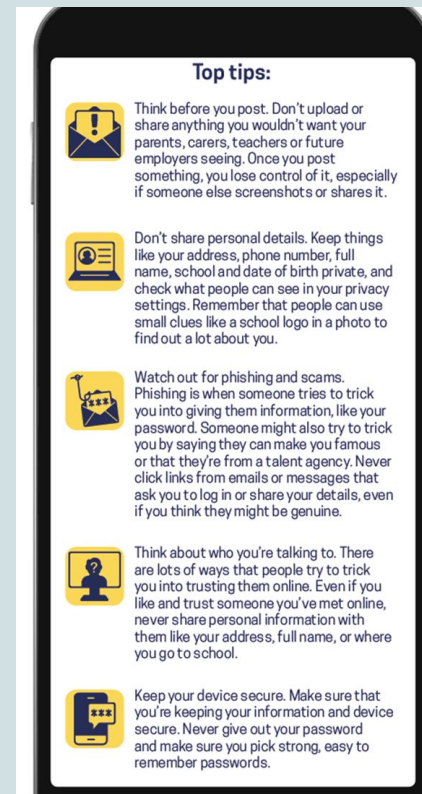 Top tips:
Think before you post. Don't upload or
share anything you wouldn't want your
parents, carers, teachers or future
employers seeing. Once you post
something, you lose control of it, especially
if someone else screenshots or shares it.
Don't share personal details. Keep things
like your address, phone number, full
name, school and date of birth private, and
check what people can see in your privacy
settings. Remember that people can use
small clues like a school logo in a photo to
find out a lot about you.
Watch out for phishing and scams.
Phishing is when someone tries to trick
you into giving them information, like your
password. Someone might also try to trick
you by saying they can make you famous
or that they're from a talent agency. Never
click links from emails or messages that
ask you to log in or share your details, even
if you think they might be genuine.
Think about who you're talking to. There
are lots of ways that people try to trick
you into trusting them online. Even if you
like and trust someone you've met online,
never share personal information with
them like your address, full name, or where
you go to school.
Keep your device secure. Make sure that
you're keeping your information and device
secure. Never give out your password
and make sure you pick strong, easy to
remember passwords.